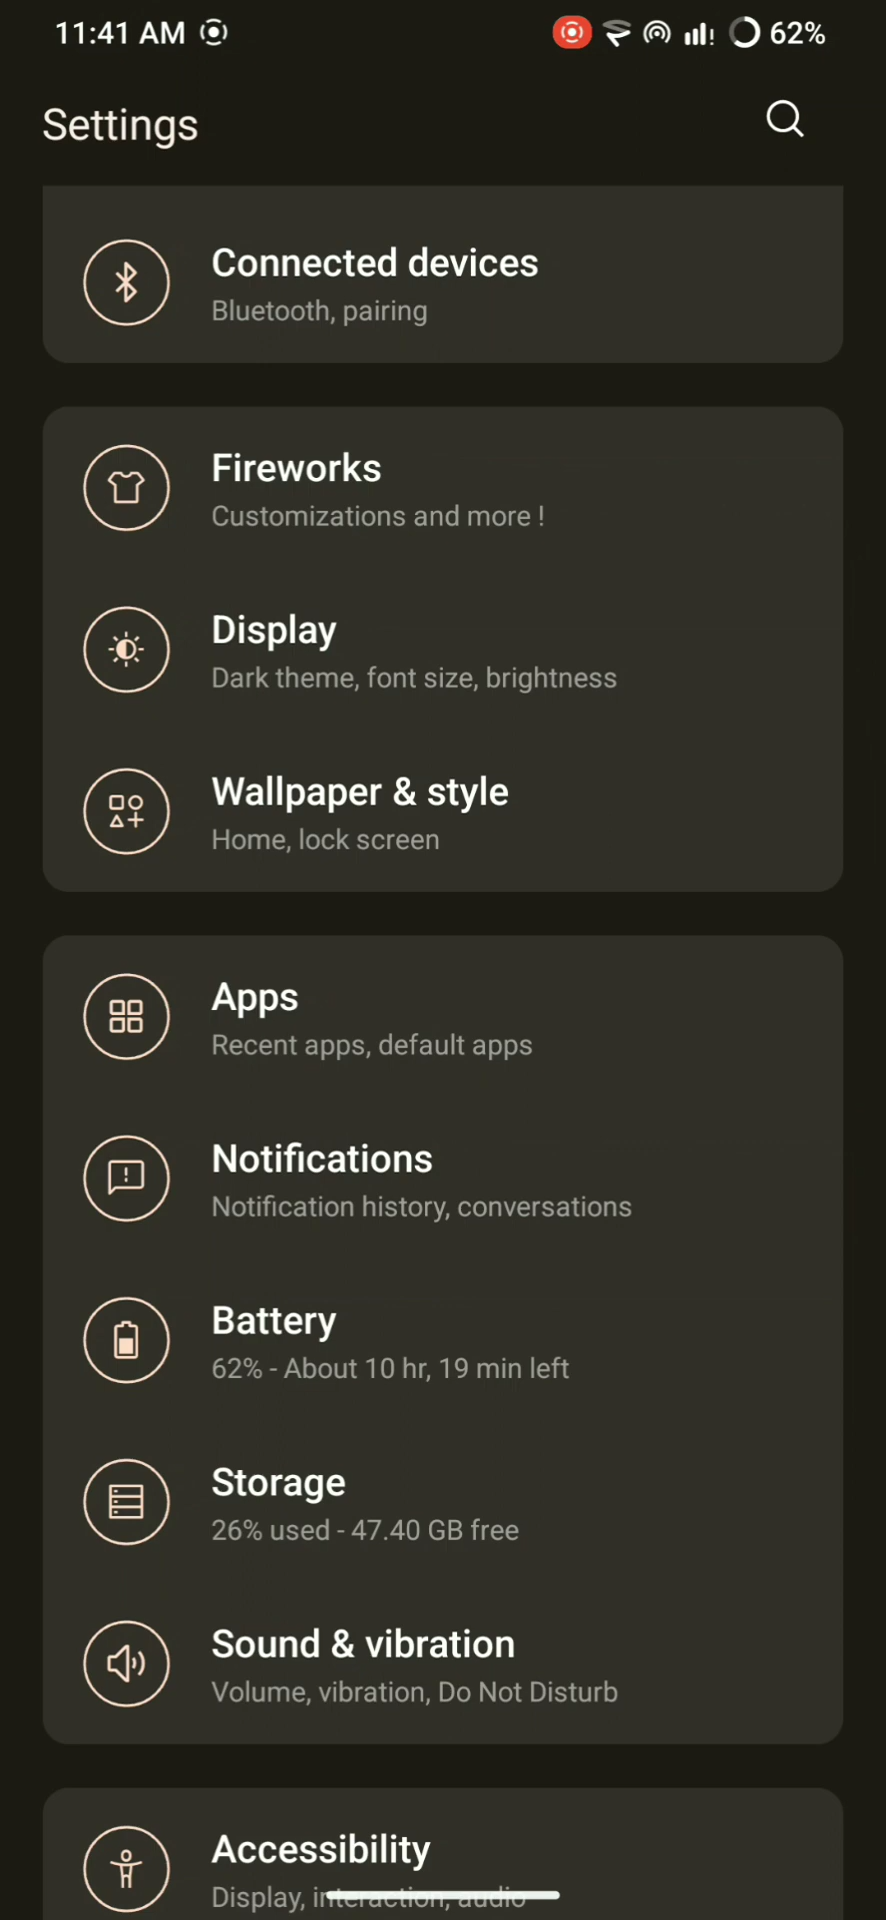 11:41 AM 62%
Settings
Connected devices
Bluetooth, pairing
Fireworks
Customizations and more !
Display
Dark theme, font size, brightness
Wallpaper & style
Home, lock screen
Apps
Recent apps, default apps
Notifications
Notification history, conversations
Battery
62% - About 10 hr, 19 min left
Storage
26% used - 47.40 GB free
Sound & vibration
Volume, vibration, Do Not Disturb
Accessibility
Display, interaction, audio